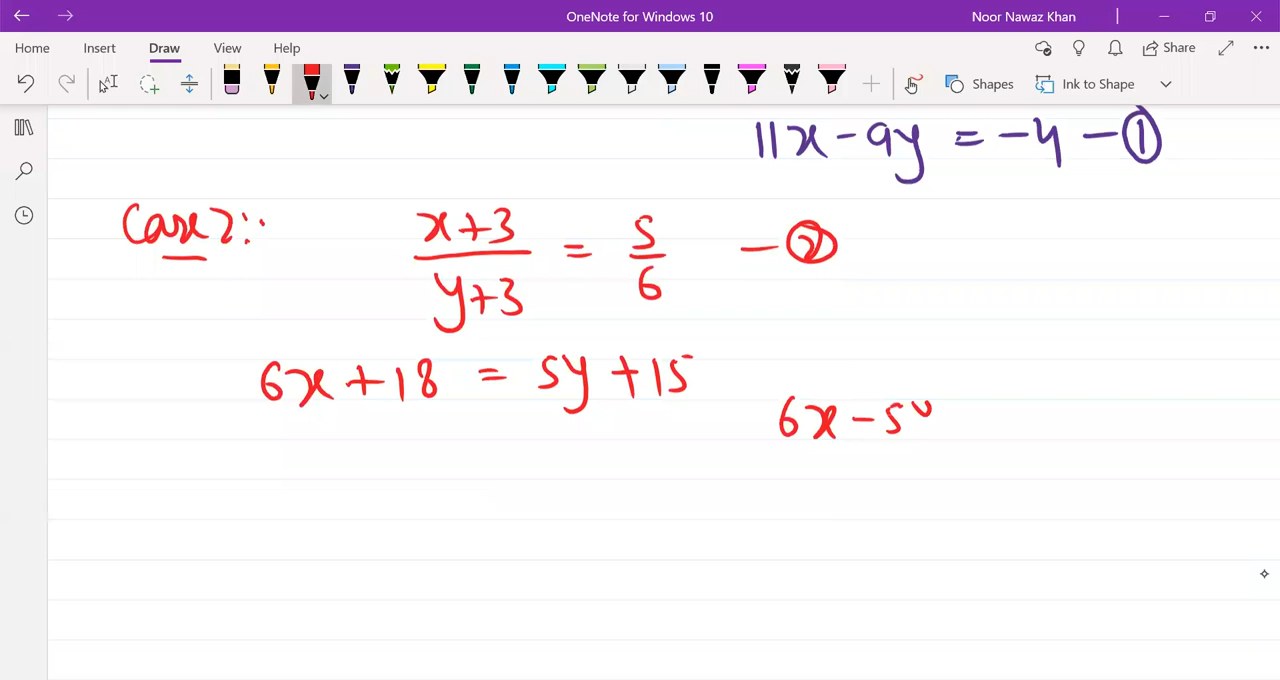 OneNote for Windows 10
Noor Nawaz Khan
Home Insert Draw View Help
Share
Shapes
Ink to Shape
11x - 9y = -4 - ①
Case 2:
x+3 / y+3 = 5/6 - ②
6x + 18 = 5y + 15
6x - 5